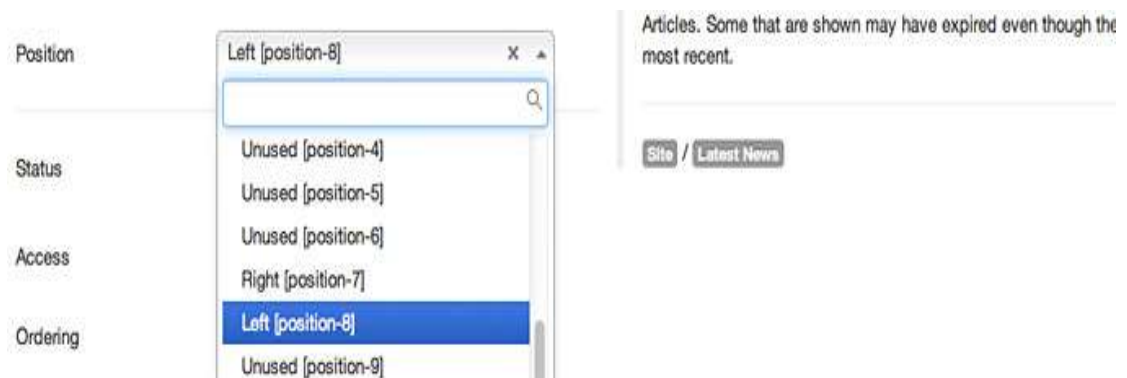 Position
Left [position-8]
x
Unused [position-4]
Unused [position-5]
Unused [position-6]
Right [position-7]
Left [position-8]
Unused [position-9]
Status
Access
Ordering
Articles. Some that are shown may have expired even though the
most recent.
Site / Latest News